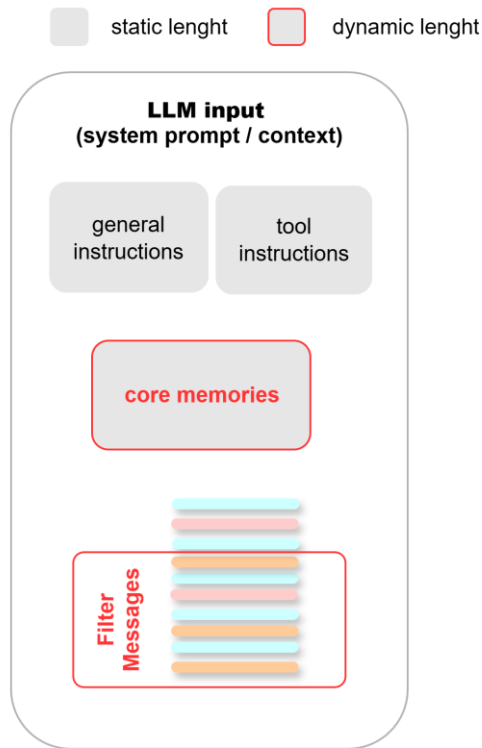 static lenght
dynamic lenght
LLM input
(system prompt / context)
general
instructions
tool
instructions
core memories
Filter
Messages